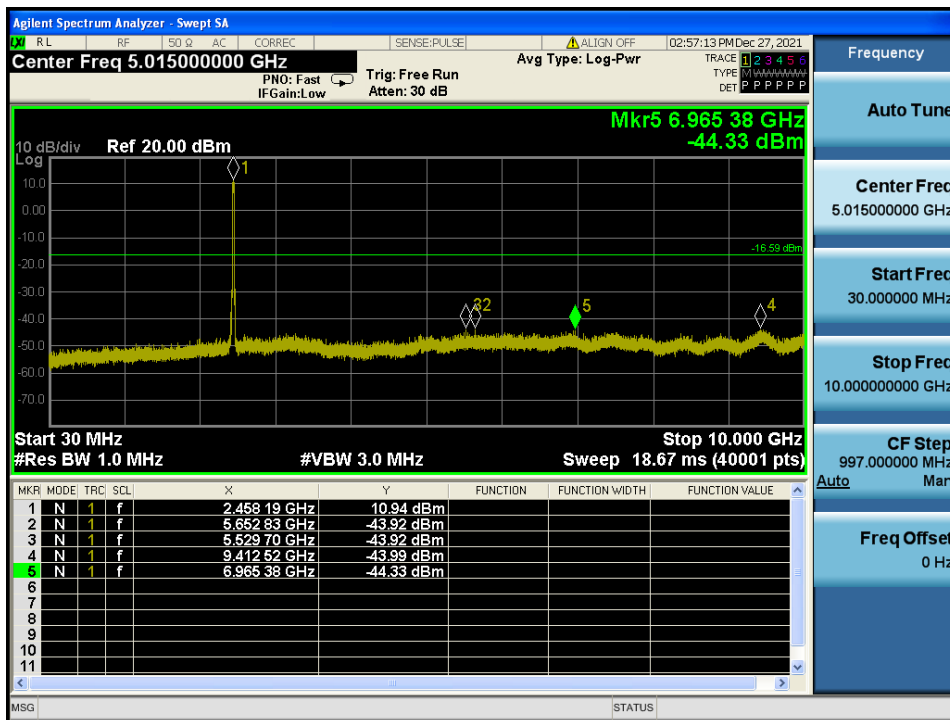 Agilent Spectrum Analyzer - Swept SA
LXI RL RF 50 Ω AC CORREC SENSE:PULSE ALIGN OFF 02:57:13 PM Dec 27, 2021
Center Freq 5.015000000 GHz
PNO: Fast
IFGain:Low
Trig: Free Run
Atten: 30 dB
Avg Type: Log-Pwr
TRACE 1 2 3 4 5 6
TYPE M W W W W W
DET P P P P P P
Mkr5 6.965 38 GHz
-44.33 dBm
10 dB/div
Log
Ref 20.00 dBm
10.0
0.00
-10.0
-20.0
-30.0
-40.0
-50.0
-60.0
-70.0
1
-16.59 dBm
3 2
5
4
Start 30 MHz
Stop 10.000 GHz
#Res BW 1.0 MHz
#VBW 3.0 MHz
Sweep 18.67 ms (40001 pts)
MKR MODE TRC SCL X Y FUNCTION FUNCTION WIDTH FUNCTION VALUE
1 N 1 f 2.458 19 GHz 10.94 dBm
2 N 1 f 5.652 83 GHz -43.92 dBm
3 N 1 f 5.529 70 GHz -43.92 dBm
4 N 1 f 9.412 52 GHz -43.99 dBm
5 N 1 f 6.965 38 GHz -44.33 dBm
6
7
8
9
10
11
MSG
STATUS
Frequency
Auto Tune
Center Freq
5.015000000 GHz
Start Freq
30.000000 MHz
Stop Freq
10.000000000 GHz
CF Step
997.000000 MHz
Auto Man
Freq Offset
0 Hz